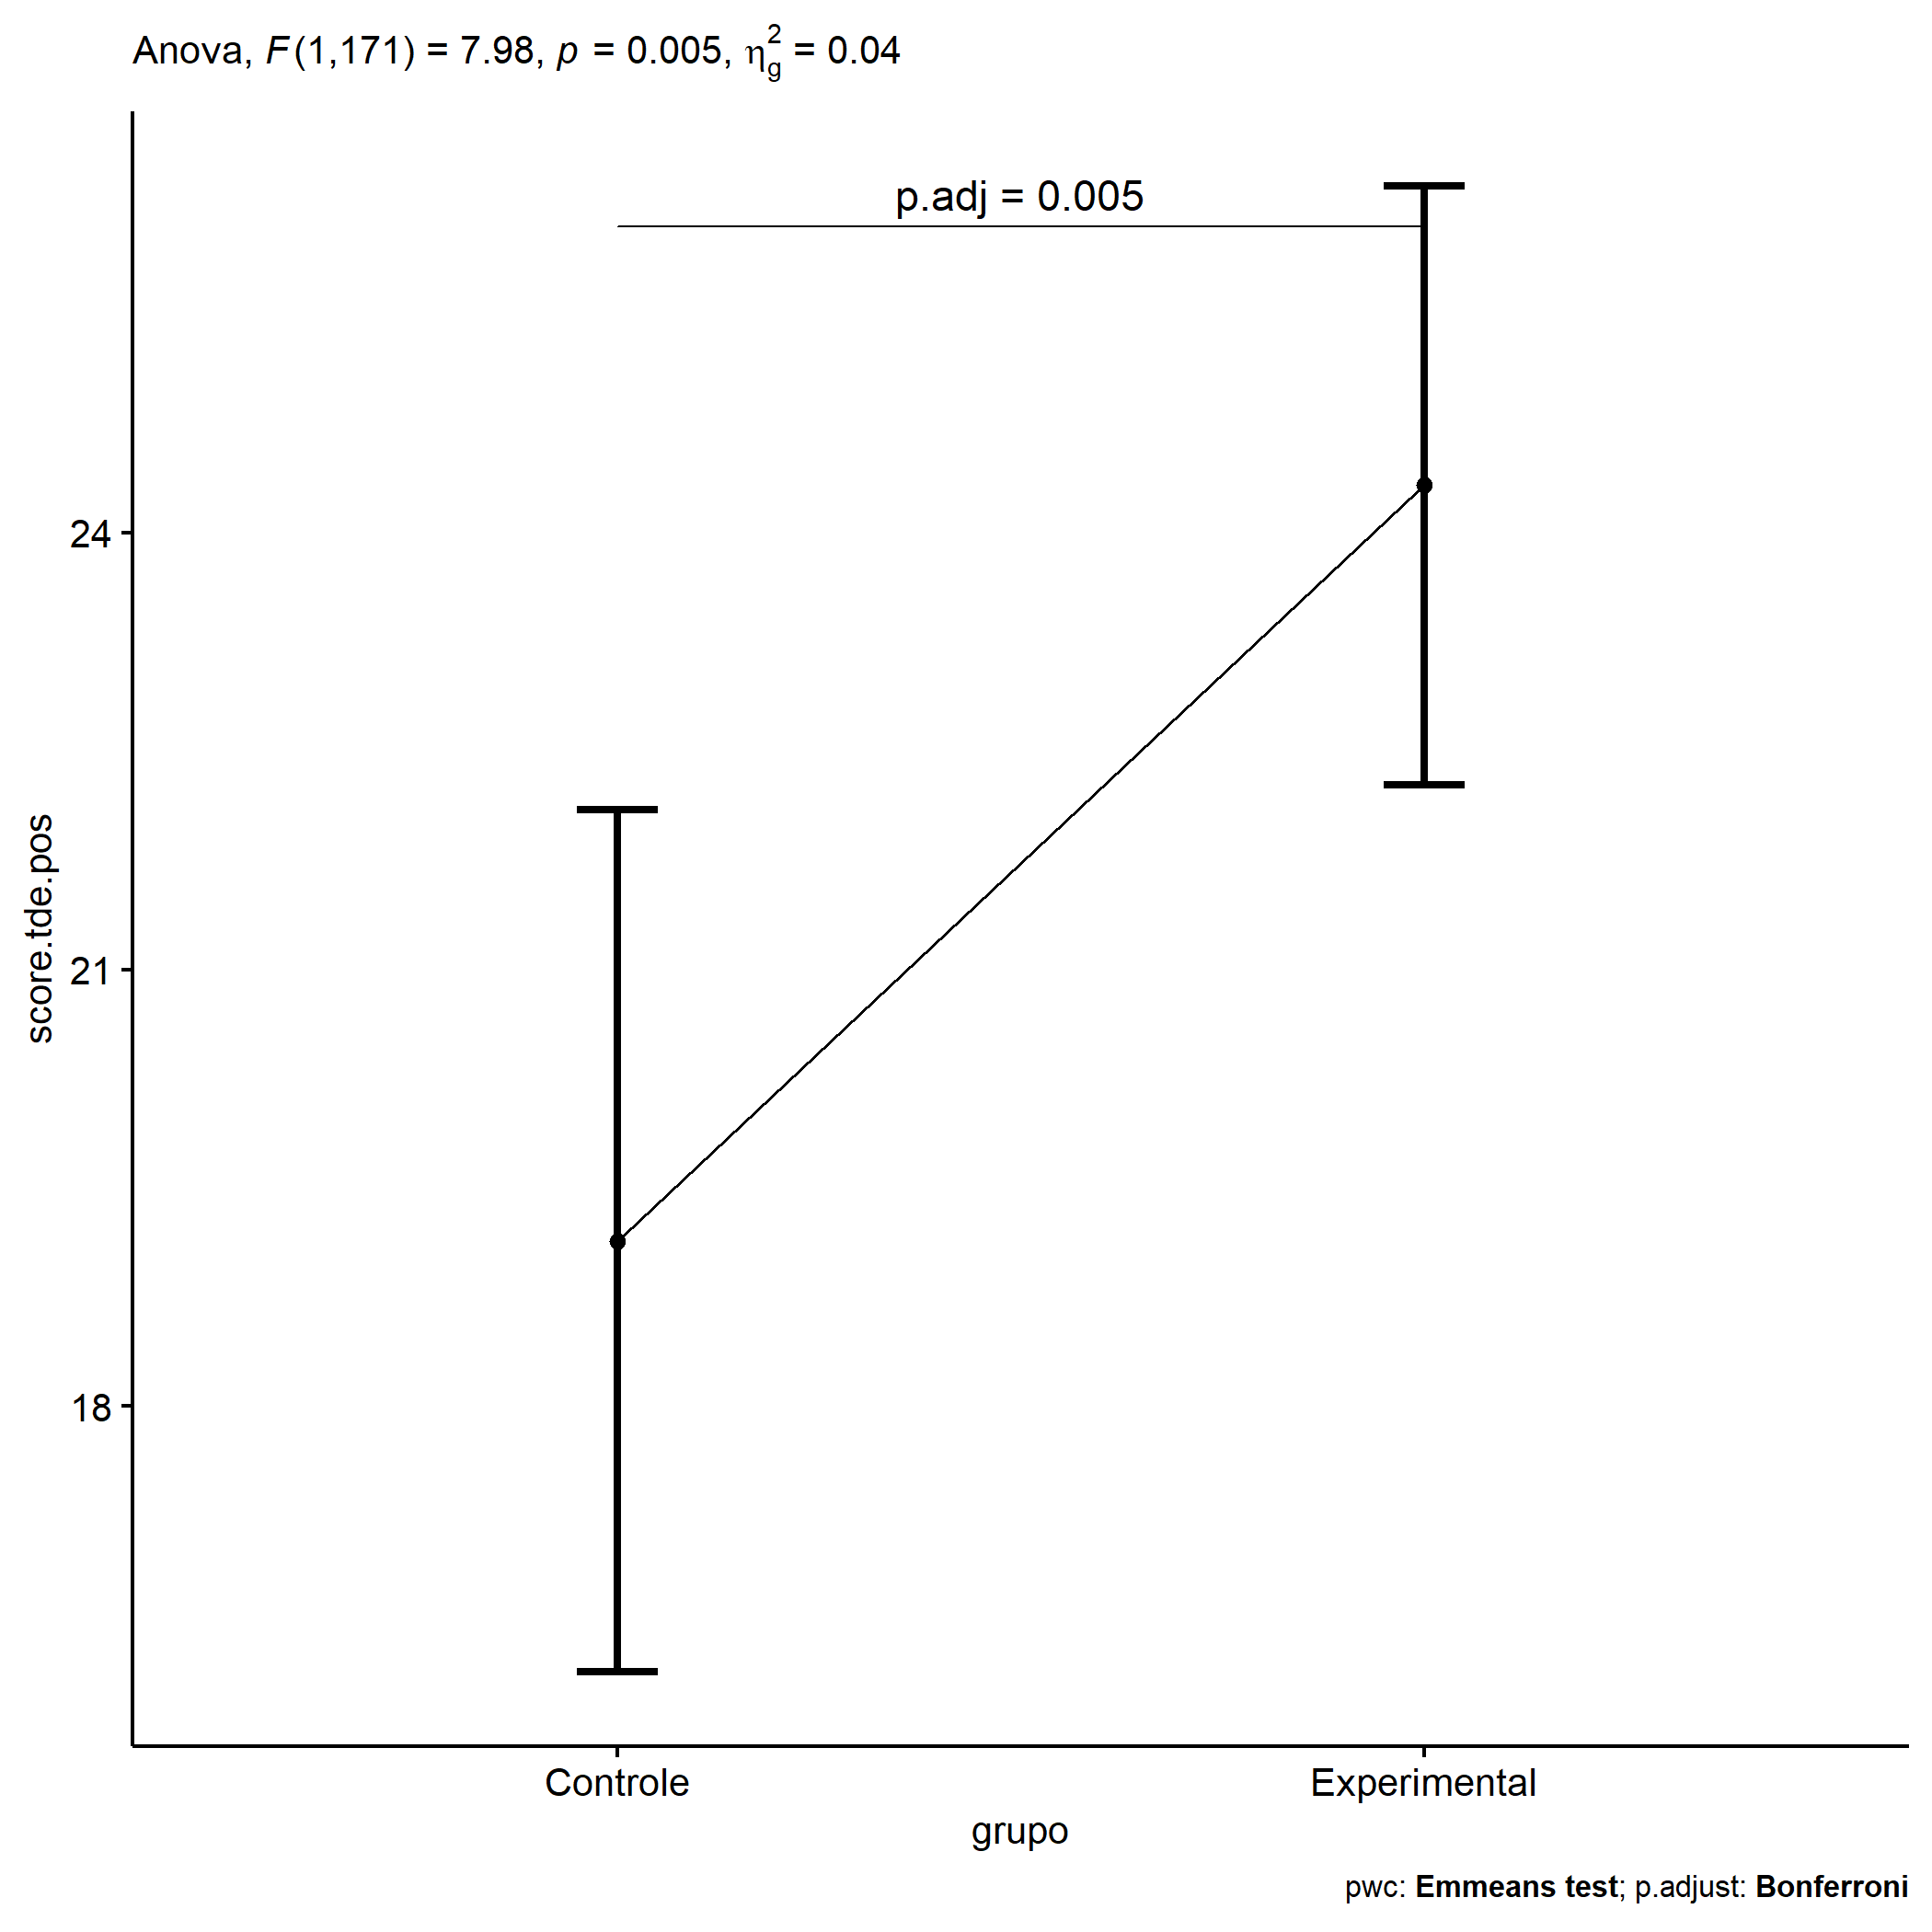 Anova, F(1,171) = 7.98, p = 0.005, η²g = 0.04
p.adj = 0.005
24
21
18
score.tde.pos
Controle
Experimental
grupo
pwc: Emmeans test; p.adjust: Bonferroni